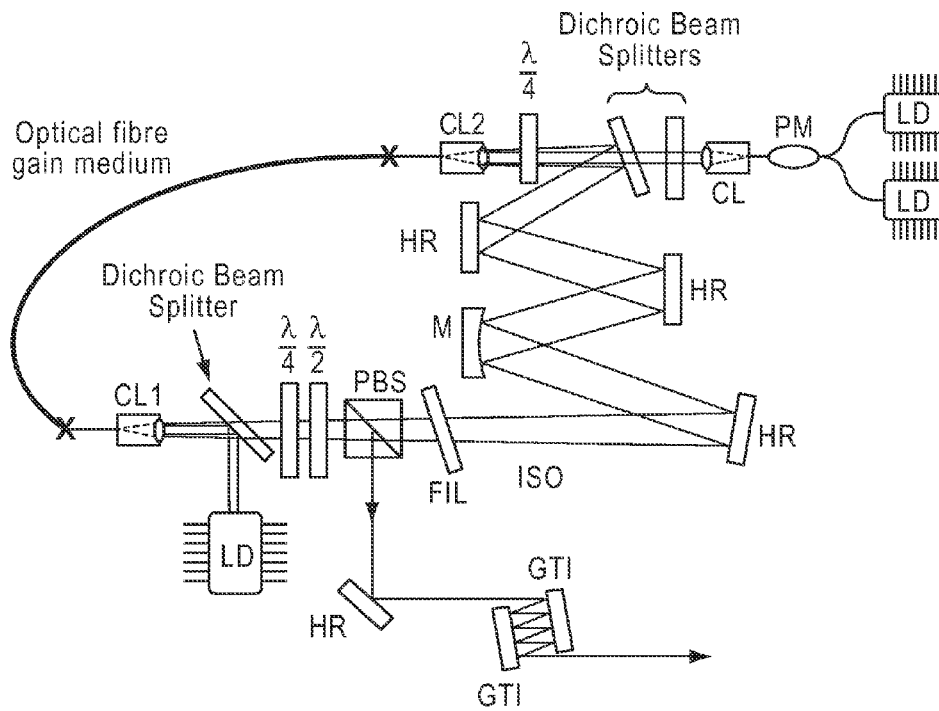 Dichroic Beam
Splitters
λ
4
CL2
PM
LD
Optical fibre
gain medium
CL
LD
HR
Dichroic Beam
Splitter
HR
M
λ
4
λ
2
CL1
PBS
HR
FIL
ISO
LD
GTI
HR
GTI